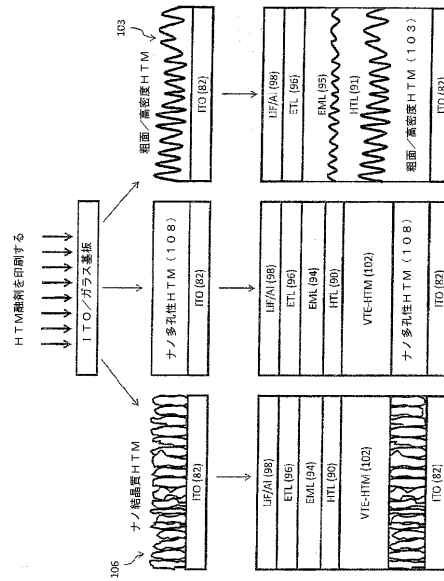 HTM融剤を印刷する
ITO/ガラス基板
106
ナノ結晶質HTM
ITO (82)
ナノ多孔性HTM(108)
ITO (82)
粗面/高密度HTM
103
ITO (82)
LiF/Al (98)
ETL (96)
EML (94)
HTL (90)
VTE-HTM (102)
ITO (82)
LiF/Al (98)
ETL (96)
EML (94)
HTL (90)
VTE-HTM (102)
ナノ多孔性HTM(108)
ITO (82)
LiF/Al (98)
ETL (96)
EML (95)
HTL (91)
粗面/高密度HTM(103)
ITO (82)